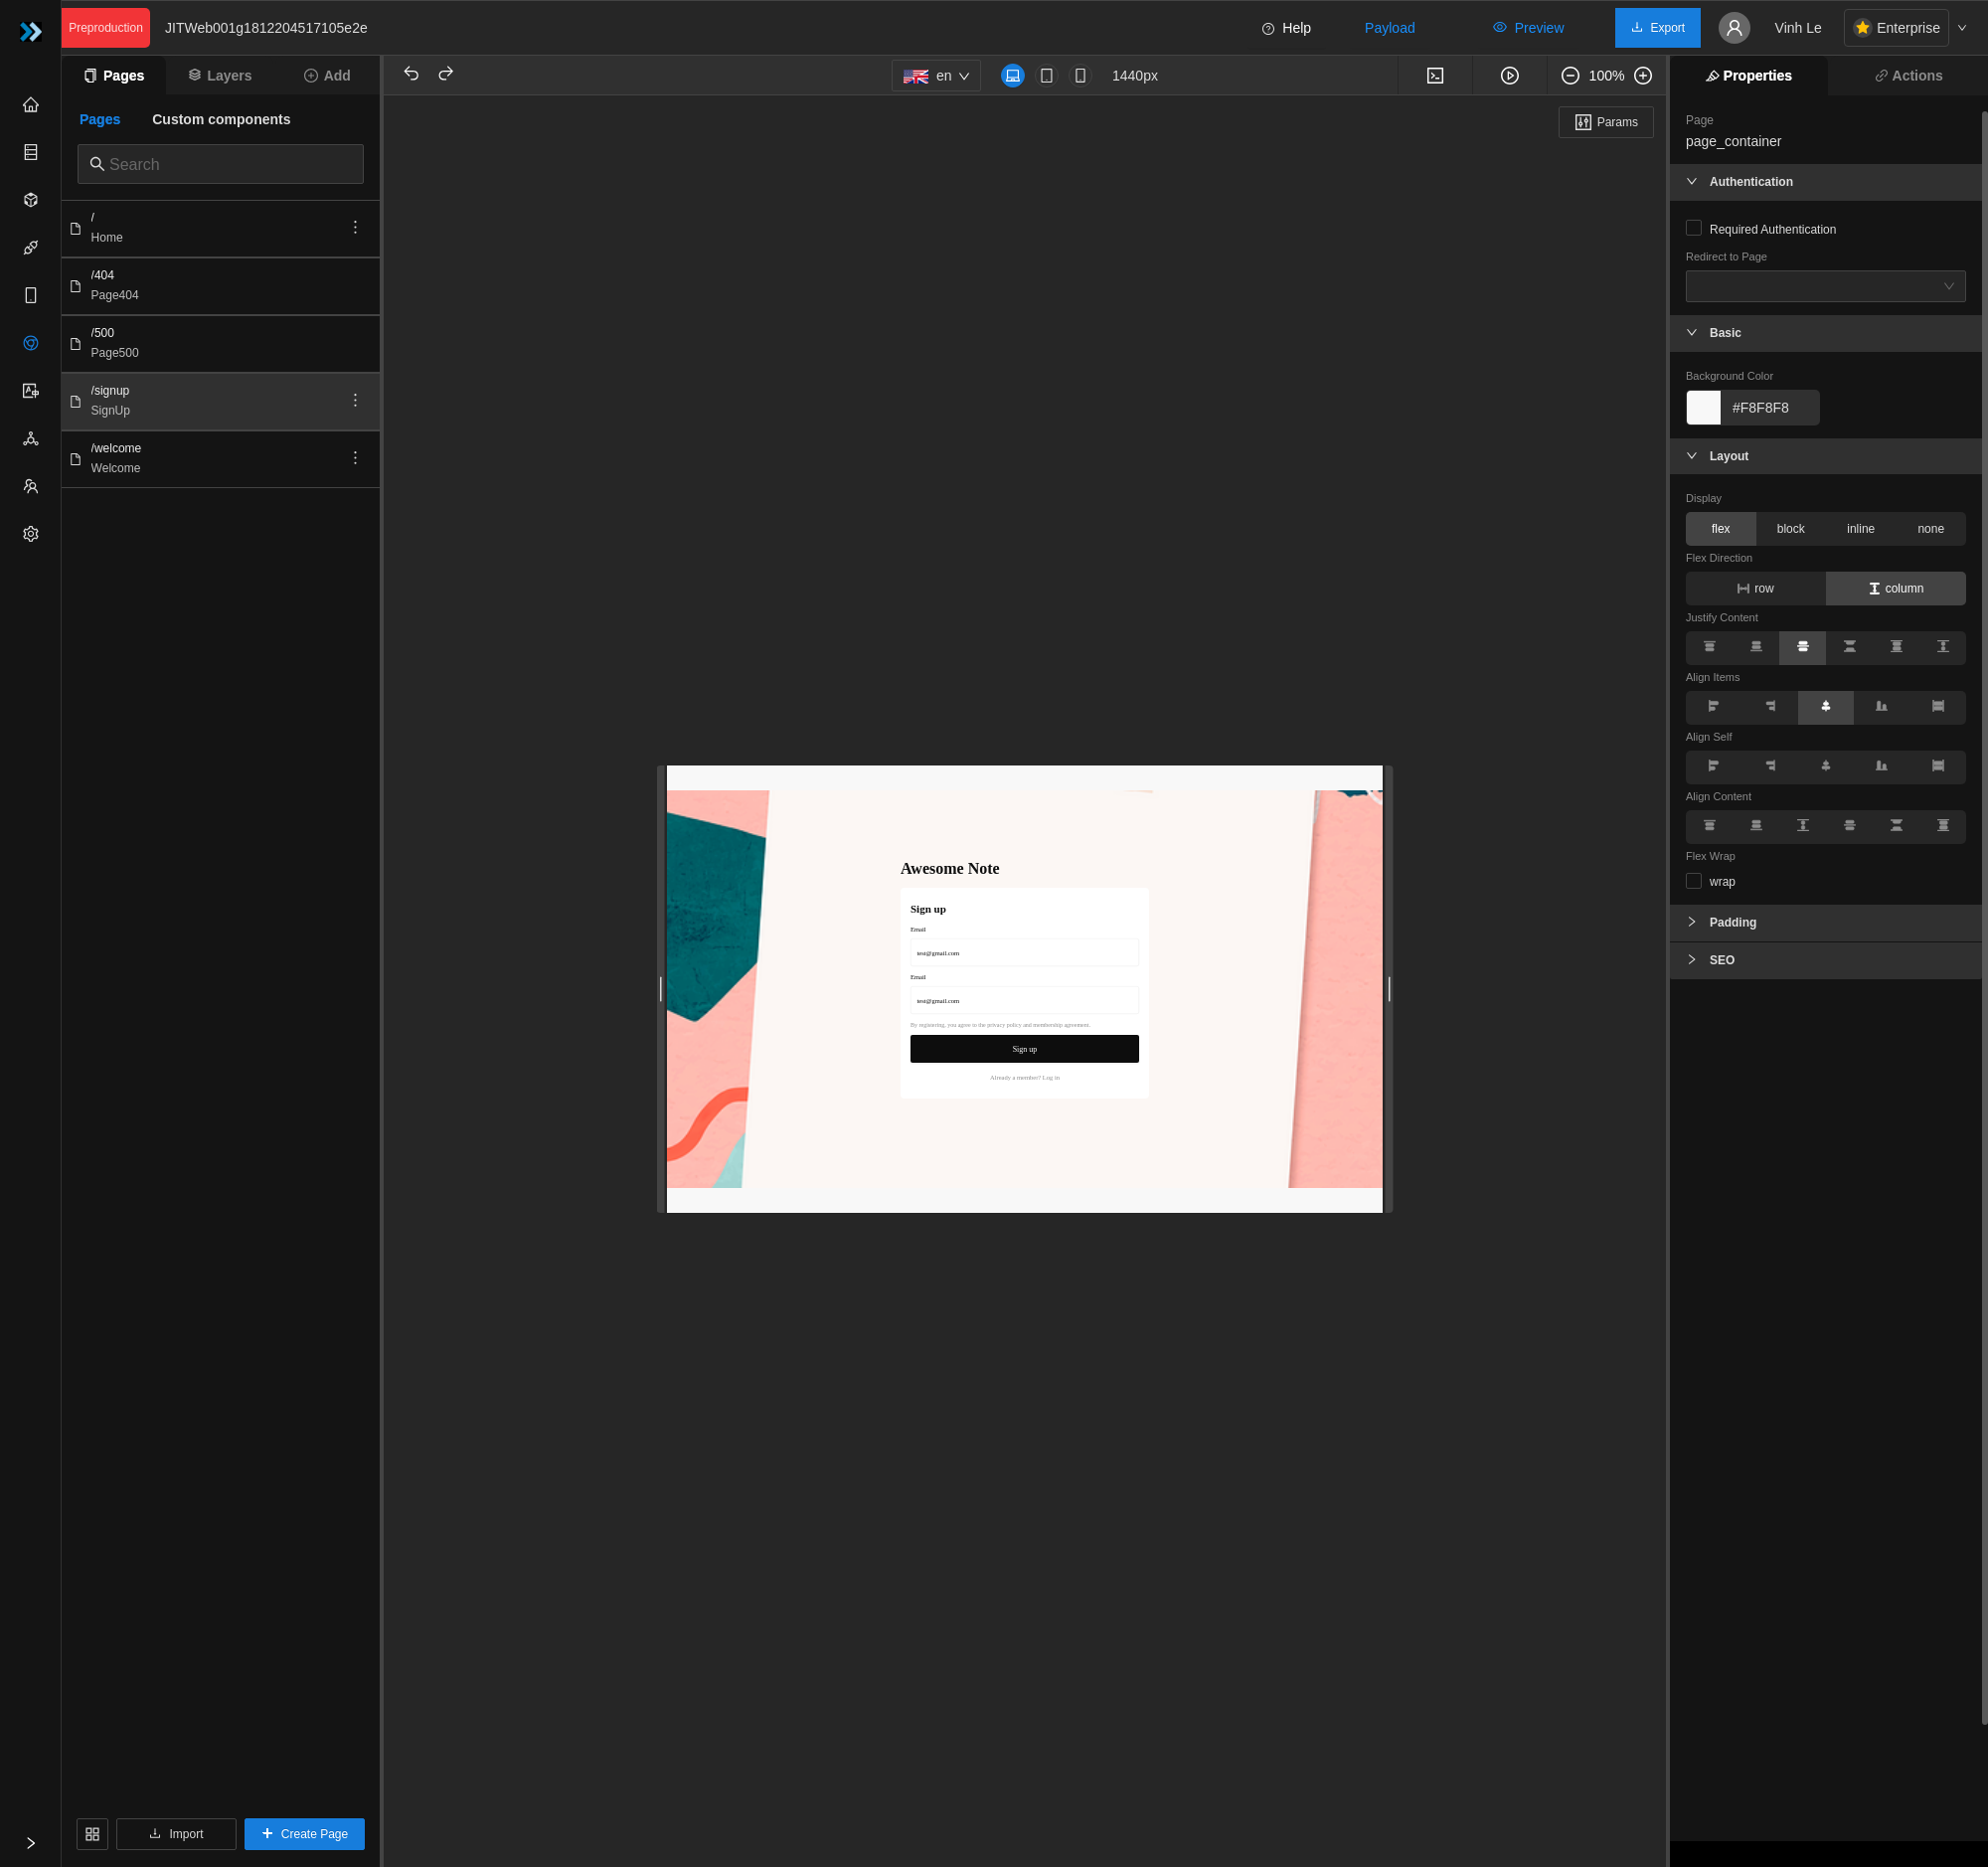 Preproduction
JITWeb001g1812204517105e2e
Help
Payload
Preview
Export
Vinh Le
Enterprise
Pages
Layers
Add
en
1440px
100%
Properties
Actions
Pages
Custom components
Search
/
Home
/404
Page404
/500
Page500
/signup
SignUp
/welcome
Welcome
Import
Create Page
Params
Awesome Note
Sign up
Email
test@gmail.com
Email
test@gmail.com
By registering, you agree to the privacy policy and membership agreement.
Sign up
Already a member? Log in
Page
page_container
Authentication
Required Authentication
Redirect to Page
Basic
Background Color
#F8F8F8
Layout
Display
flex
block
inline
none
Flex Direction
row
column
Justify Content
Align Items
Align Self
Align Content
Flex Wrap
wrap
Padding
SEO